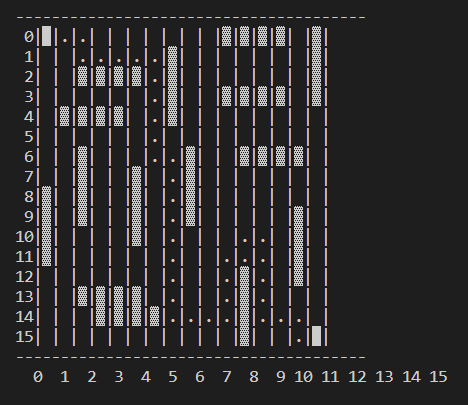 ---------------------------------------
0|█|.|.| | | | | | | |▒|▒|▒|▒| |▒|
1| | |.|.|.|.|.|▒| | | | | | | |▒|
2| | |▒|▒|▒|▒|.|▒| | | | | | | |▒|
3| | | | | | |.|▒| | |▒|▒|▒|▒| |▒|
4| |▒|▒|▒|▒| |.|▒| | | | | | | | |
5| | | | | | |.| | | | | | | | | |
6| | |▒| | | |.|.|▒| | |▒|▒|▒|▒| |
7| | |▒| | |▒| |.|▒| | | | | | | |
8|▒| |▒| | |▒| |.|▒| | | | | | | |
9|▒| |▒| | |▒| |.|▒| | | | | |▒| |
10|▒| | | | |▒| |.| | | |.|.| |▒| |
11|▒| | | | | | |.| | |.|.|.| |▒| |
12| | | | | | | |.| | | |▒| | |▒| |
13| | |▒|▒|▒|▒| |.| | | |▒| | | | |
14| | | |▒|▒|▒|▒|.|.|.|.|▒|.|.|.| |
15| | | | | | | | | | | |▒| | |.|█|
---------------------------------------
0 1 2 3 4 5 6 7 8 9 10 11 12 13 14 15